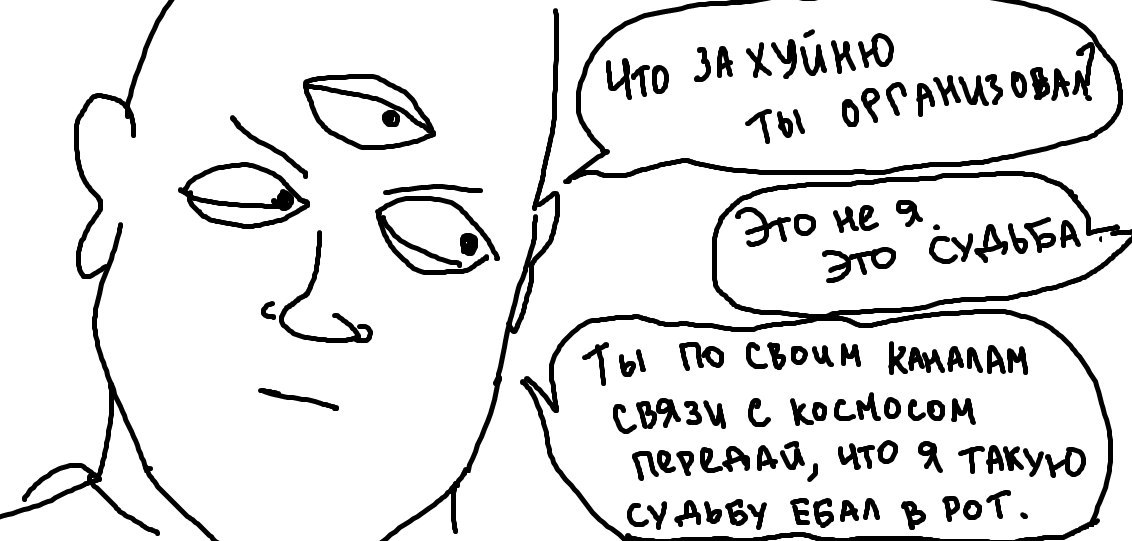 ЧТО ЗА ХУЙНЮ
ТЫ ОРГАНИЗОВАЛ?
ЭТО НЕ Я.
ЭТО СУДЬБА
ТЫ ПО СВОИМ КАНАЛАМ
СВЯЗИ С КОСМОСОМ
ПЕРЕДАЙ, ЧТО Я ТАКУЮ
СУДЬБУ ЕБАЛ В РОТ.